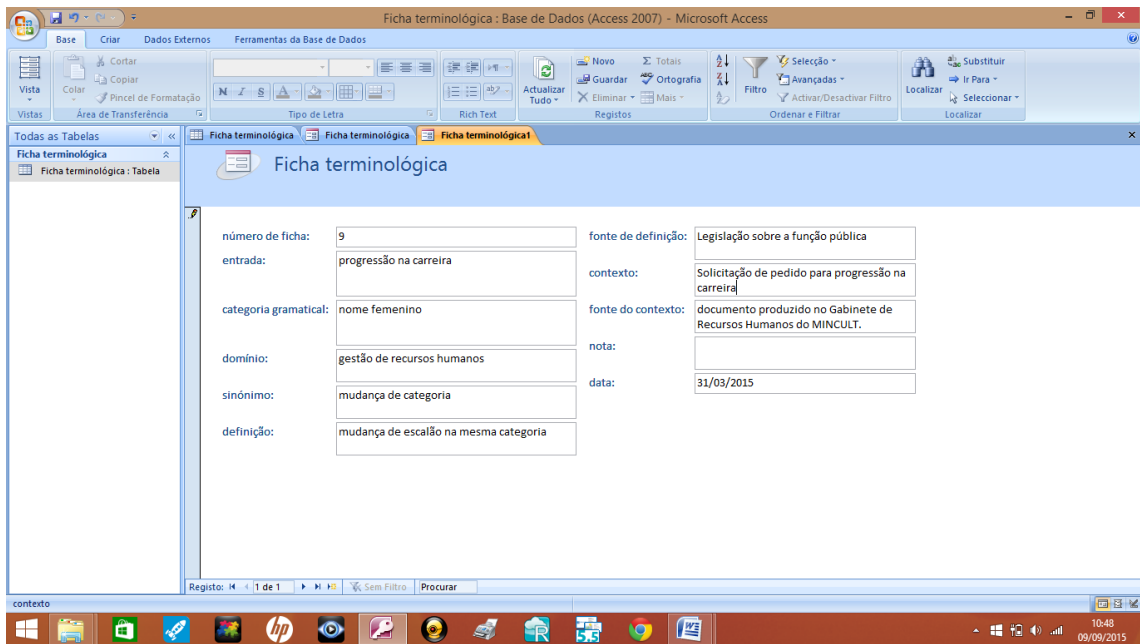 Ficha terminológica : Base de Dados (Access 2007) - Microsoft Access
Base Criar Dados Externos Ferramentas da Base de Dados
Vista
Vistas
Colar
Cortar
Copiar
Pincel de Formatação
Área de Transferência
N I S A
Tipo de Letra
ab
Rich Text
Actualizar
Tudo
Novo
Guardar
Eliminar
Totais
Ortografia
Mais
Registos
Filtro
Selecção
Avançadas
Activar/Desactivar Filtro
Ordenar e Filtrar
Localizar
Substituir
Ir Para
Seleccionar
Localizar
Todas as Tabelas
Ficha terminológica
Ficha terminológica : Tabela
Ficha terminológica Ficha terminológica Ficha terminológica1
Ficha terminológica
número de ficha: 9
entrada: progressão na carreira
categoria gramatical: nome femenino
domínio: gestão de recursos humanos
sinónimo: mudança de categoria
definição: mudança de escalão na mesma categoria
fonte de definição: Legislação sobre a função pública
contexto: Solicitação de pedido para progressão na
carreira
fonte do contexto: documento produzido no Gabinete de
Recursos Humanos do MINCULT.
nota:
data: 31/03/2015
Registo: 1 de 1 Sem Filtro Procurar
contexto
hp
5.5
10:48
09/09/2015